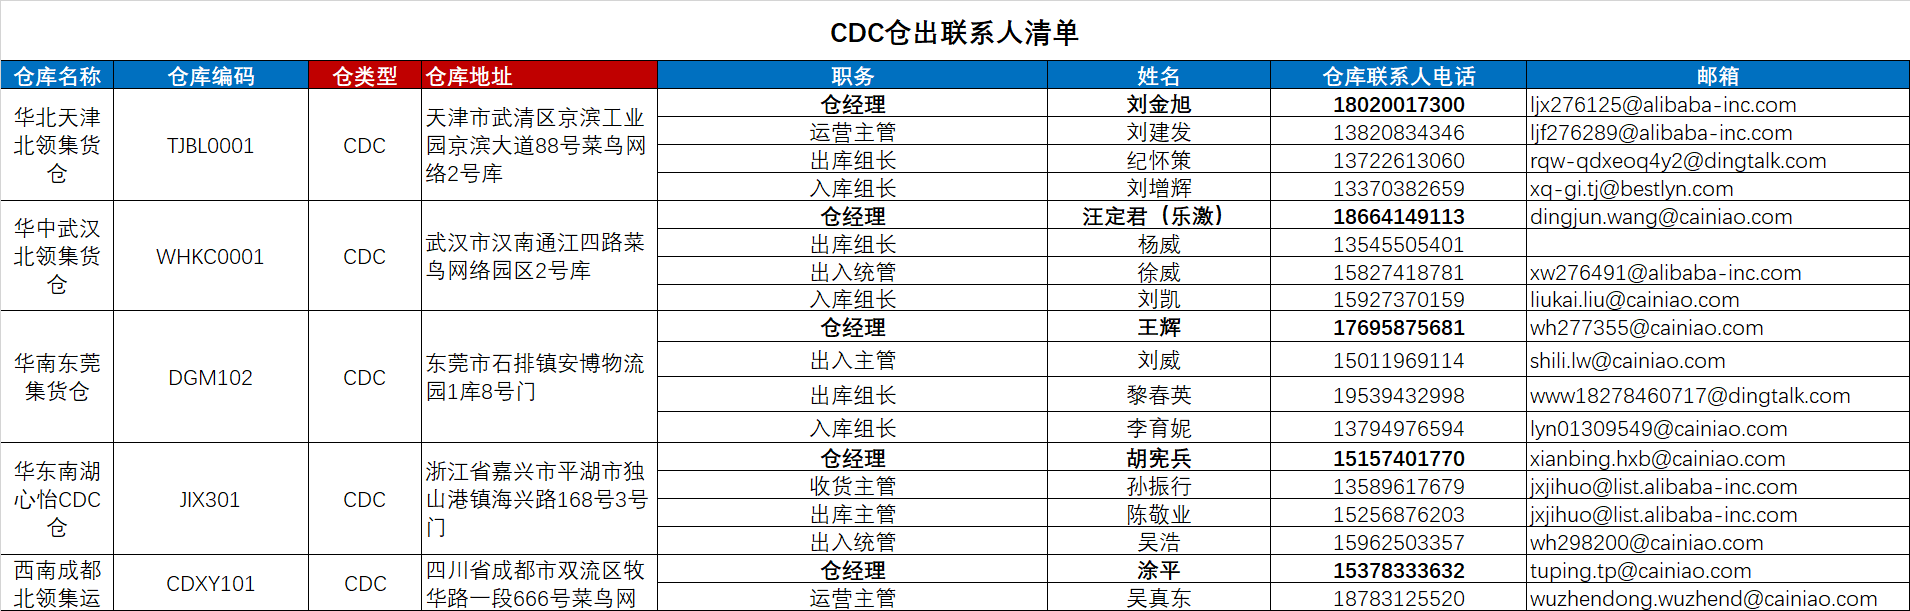 CDC仓出联系人清单
仓库名称 仓库编码 仓类型 仓库地址 职务 姓名 仓库联系人电话 邮箱
华北天津
北领集货
仓
TJBL0001
CDC
天津市武清区京滨工业
园京滨大道88号菜鸟网
络2号库
仓经理 刘金旭 18020017300 ljx276125@alibaba-inc.com
运营主管 刘建发 13820834346 ljf276289@alibaba-inc.com
出库组长 纪怀策 13722613060 rqw-qdxeoq4y2@dingtalk.com
入库组长 刘增辉 13370382659 xq-gi.tj@bestlyn.com
华中武汉
北领集货
仓
WHKC0001
CDC
武汉市汉南通江四路菜
鸟网络园区2号库
仓经理 汪定君（乐激） 18664149113 dingjun.wang@cainiao.com
出库组长 杨威 13545505401
出入统管 徐威 15827418781 xw276491@alibaba-inc.com
入库组长 刘凯 15927370159 liukai.liu@cainiao.com
华南东莞
集货仓
DGM102
CDC
东莞市石排镇安博物流
园1库8号门
仓经理 王辉 17695875681 wh277355@cainiao.com
出入主管 刘威 15011969114 shili.lw@cainiao.com
出库组长 黎春英 19539432998 www18278460717@dingtalk.com
入库组长 李育妮 13794976594 lyn01309549@cainiao.com
华东南湖
心怡CDC
仓
JIX301
CDC
浙江省嘉兴市平湖市独
山港镇海兴路168号3号
门
仓经理 胡宪兵 15157401770 xianbing.hxb@cainiao.com
收货主管 孙振行 13589617679 jxjihuo@list.alibaba-inc.com
出库主管 陈敬业 15256876203 jxjihuo@list.alibaba-inc.com
出入统管 吴浩 15962503357 wh298200@cainiao.com
西南成都
北领集运
CDXY101
CDC
四川省成都市双流区牧
华路一段666号菜鸟网
仓经理 涂平 15378333632 tuping.tp@cainiao.com
运营主管 吴真东 18783125520 wuzhendong.wuzhend@cainiao.com